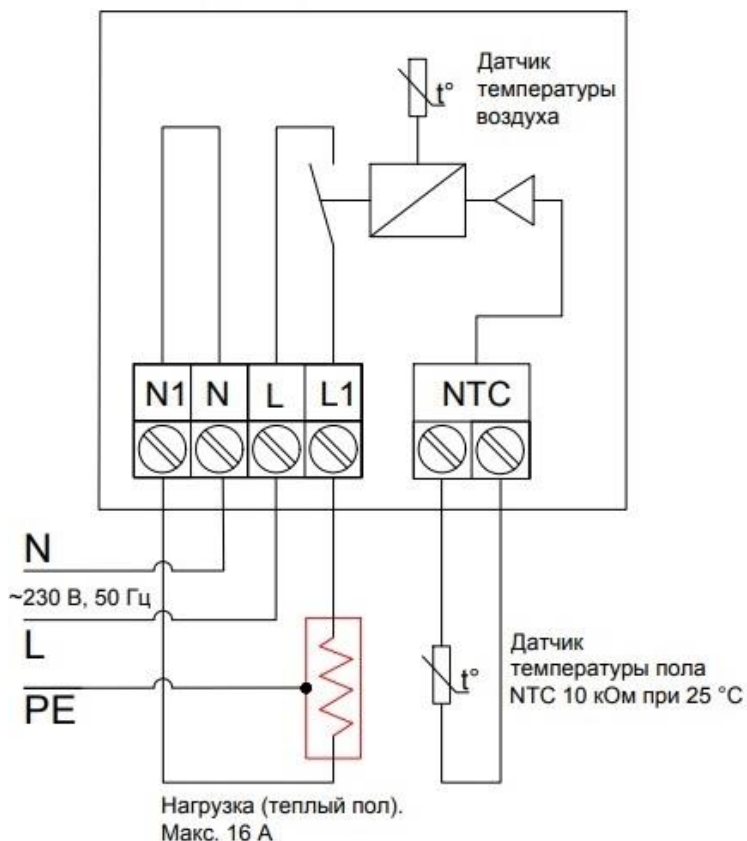 t°
Датчик
температуры
воздуха
N1 N L L1
NTC
N
~230 В, 50 Гц
L
PE
t°
Датчик
температуры пола
NTC 10 кОм при 25 °C
Нагрузка (теплый пол).
Макс. 16 А